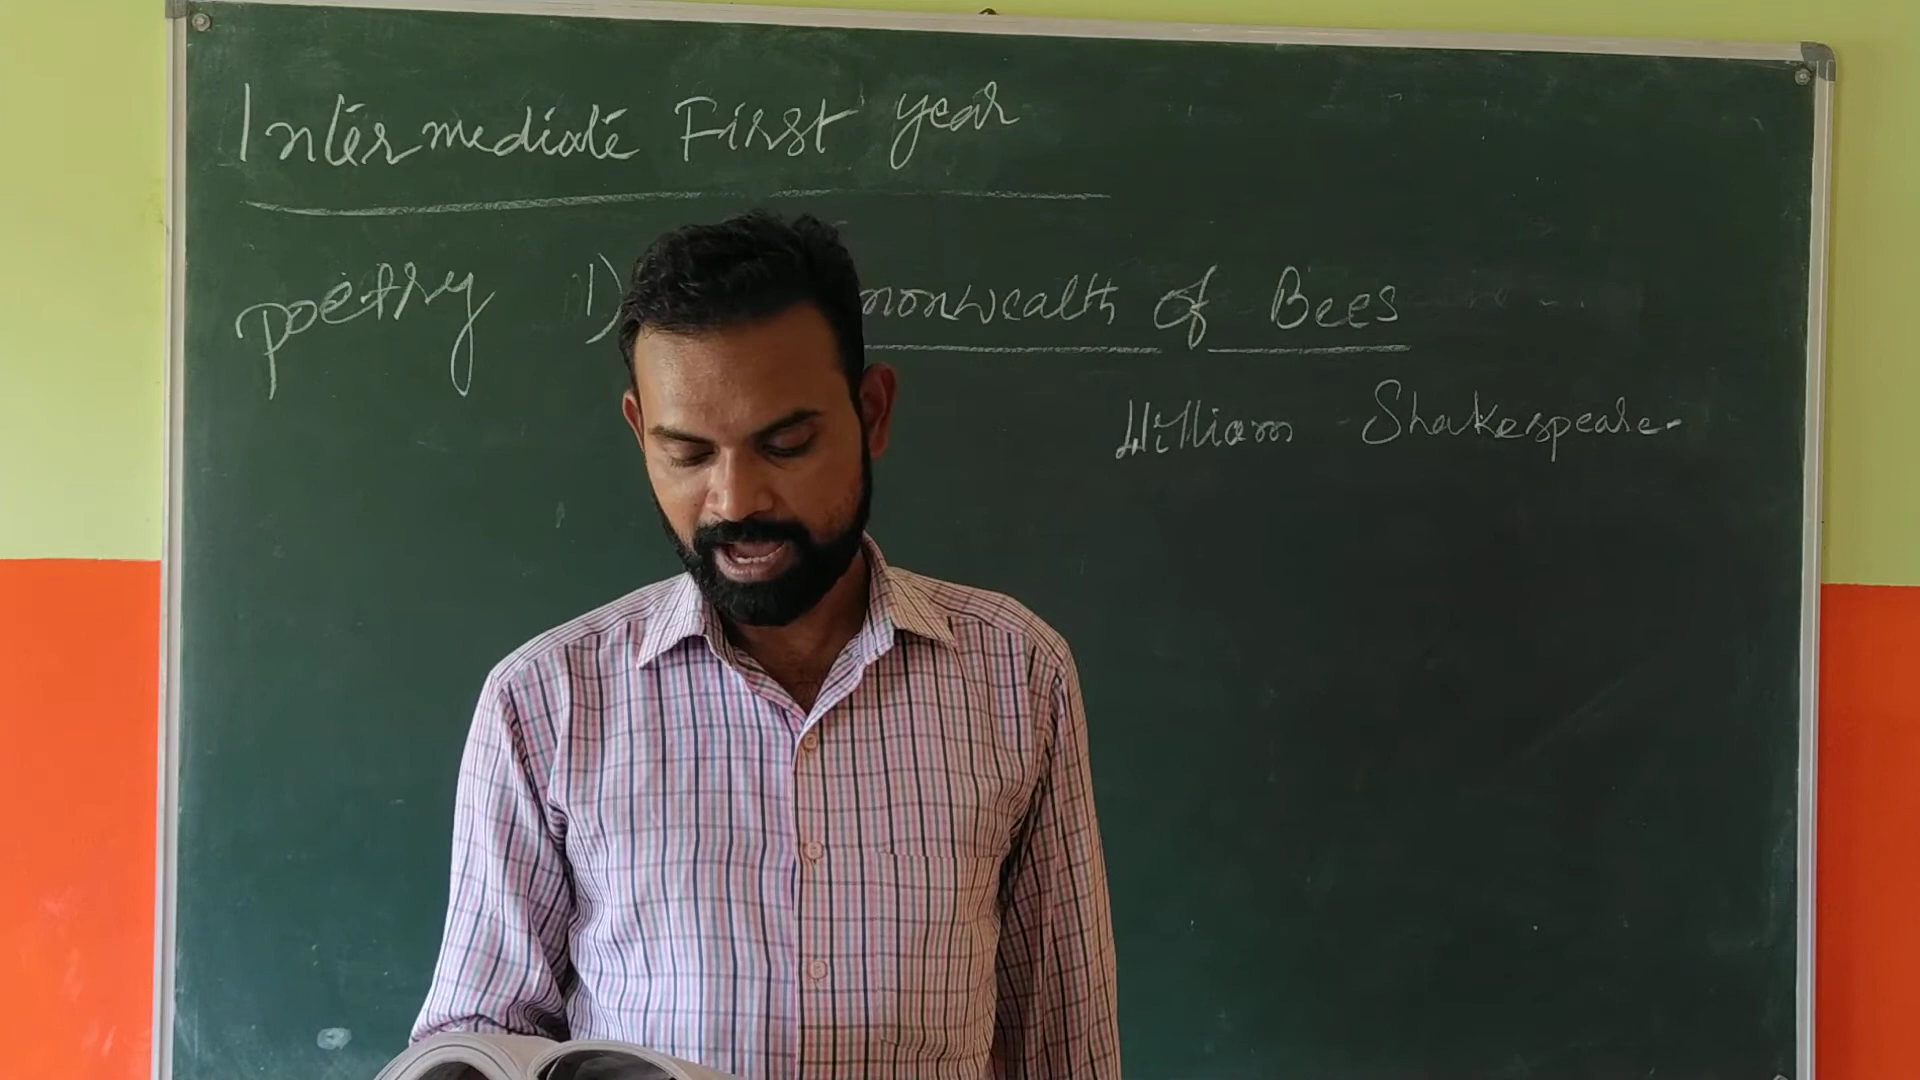 Intermediate First year
poetry 1) monwealth of Bees
William Shakespeare.